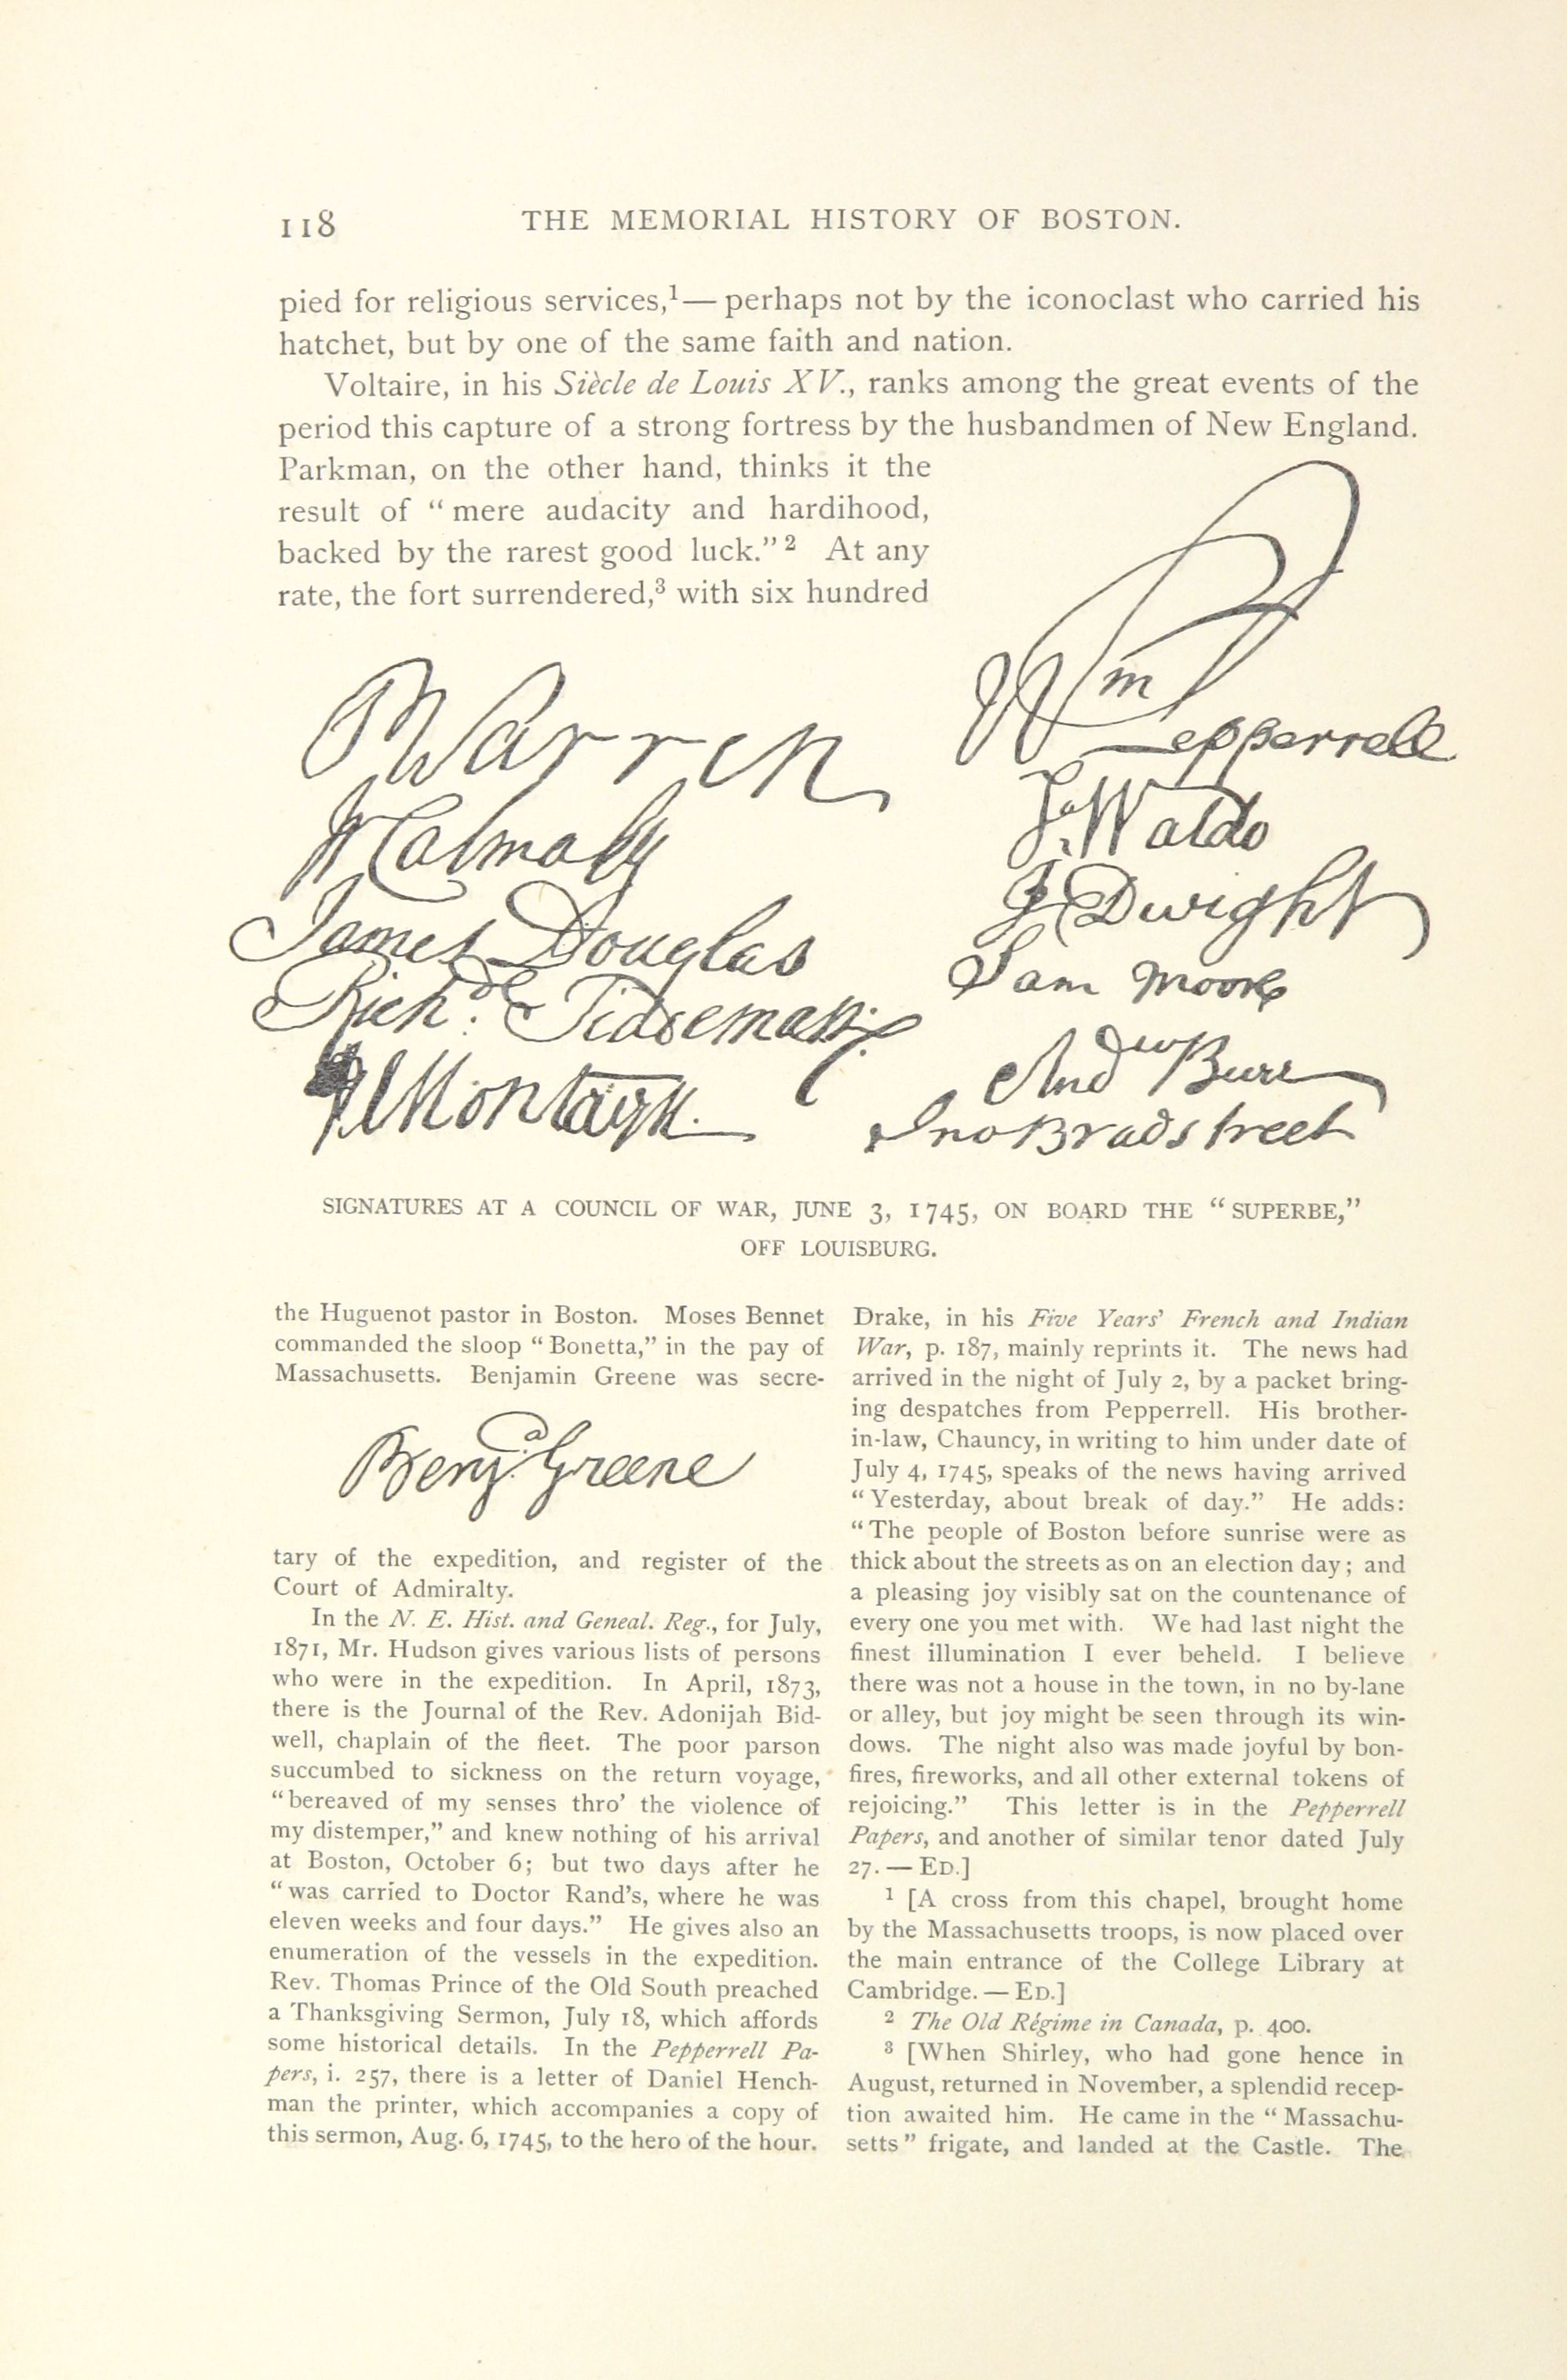 118 THE MEMORIAL HISTORY OF BOSTON.
pied for religious services,¹— perhaps not by the iconoclast who carried his
hatchet, but by one of the same faith and nation.
Voltaire, in his Siècle de Louis XV., ranks among the great events of the
period this capture of a strong fortress by the husbandmen of New England.
Parkman, on the other hand, thinks it the
result of “mere audacity and hardihood,
backed by the rarest good luck.”² At any
rate, the fort surrendered,³ with six hundred
PWarren
James Douglas
Richd. Tiddeman
Montagu.
Wm Pepperrell
Waldo
J Dwight
Sam Moore
Andw Burr
Jno Bradstreet
SIGNATURES AT A COUNCIL OF WAR, JUNE 3, 1745, ON BOARD THE “SUPERBE,”
OFF LOUISBURG.
the Huguenot pastor in Boston. Moses Bennet
commanded the sloop “Bonetta,” in the pay of
Massachusetts. Benjamin Greene was secre-
Benja. Greene
tary of the expedition, and register of the
Court of Admiralty.
In the N. E. Hist. and Geneal. Reg., for July,
1871, Mr. Hudson gives various lists of persons
who were in the expedition. In April, 1873,
there is the Journal of the Rev. Adonijah Bid-
well, chaplain of the fleet. The poor parson
succumbed to sickness on the return voyage,
“bereaved of my senses thro’ the violence of
my distemper,” and knew nothing of his arrival
at Boston, October 6; but two days after he
“was carried to Doctor Rand’s, where he was
eleven weeks and four days.” He gives also an
enumeration of the vessels in the expedition.
Rev. Thomas Prince of the Old South preached
a Thanksgiving Sermon, July 18, which affords
some historical details. In the Pepperrell Pa-
pers, i. 257, there is a letter of Daniel Hench-
man the printer, which accompanies a copy of
this sermon, Aug. 6, 1745, to the hero of the hour.
Drake, in his Five Years’ French and Indian
War, p. 187, mainly reprints it. The news had
arrived in the night of July 2, by a packet bring-
ing despatches from Pepperrell. His brother-
in-law, Chauncy, in writing to him under date of
July 4, 1745, speaks of the news having arrived
“Yesterday, about break of day.” He adds:
“The people of Boston before sunrise were as
thick about the streets as on an election day; and
a pleasing joy visibly sat on the countenance of
every one you met with. We had last night the
finest illumination I ever beheld. I believe
there was not a house in the town, in no by-lane
or alley, but joy might be seen through its win-
dows. The night also was made joyful by bon-
fires, fireworks, and all other external tokens of
rejoicing.” This letter is in the Pepperrell
Papers, and another of similar tenor dated July
27. — ED.]
¹ [A cross from this chapel, brought home
by the Massachusetts troops, is now placed over
the main entrance of the College Library at
Cambridge. — ED.]
² The Old Régime in Canada, p. 400.
³ [When Shirley, who had gone hence in
August, returned in November, a splendid recep-
tion awaited him. He came in the “Massachu-
setts” frigate, and landed at the Castle. The